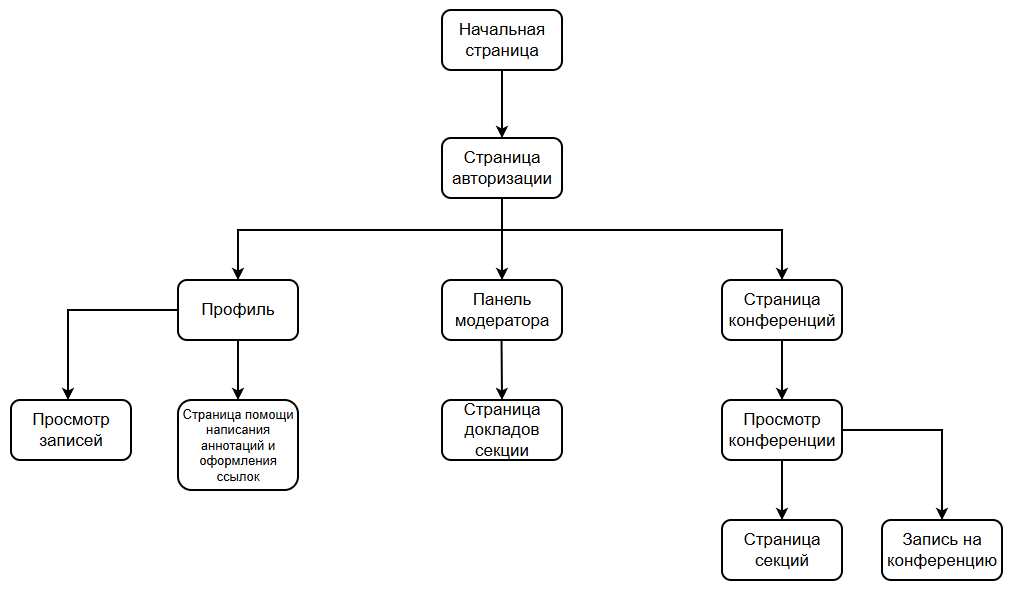 Начальная
страница
Страница
авторизации
Профиль
Панель
модератора
Страница
конференций
Просмотр
записей
Страница помощи
написания
аннотаций и
оформления
ссылок
Страница
докладов
секции
Просмотр
конференции
Страница
секций
Запись на
конференцию